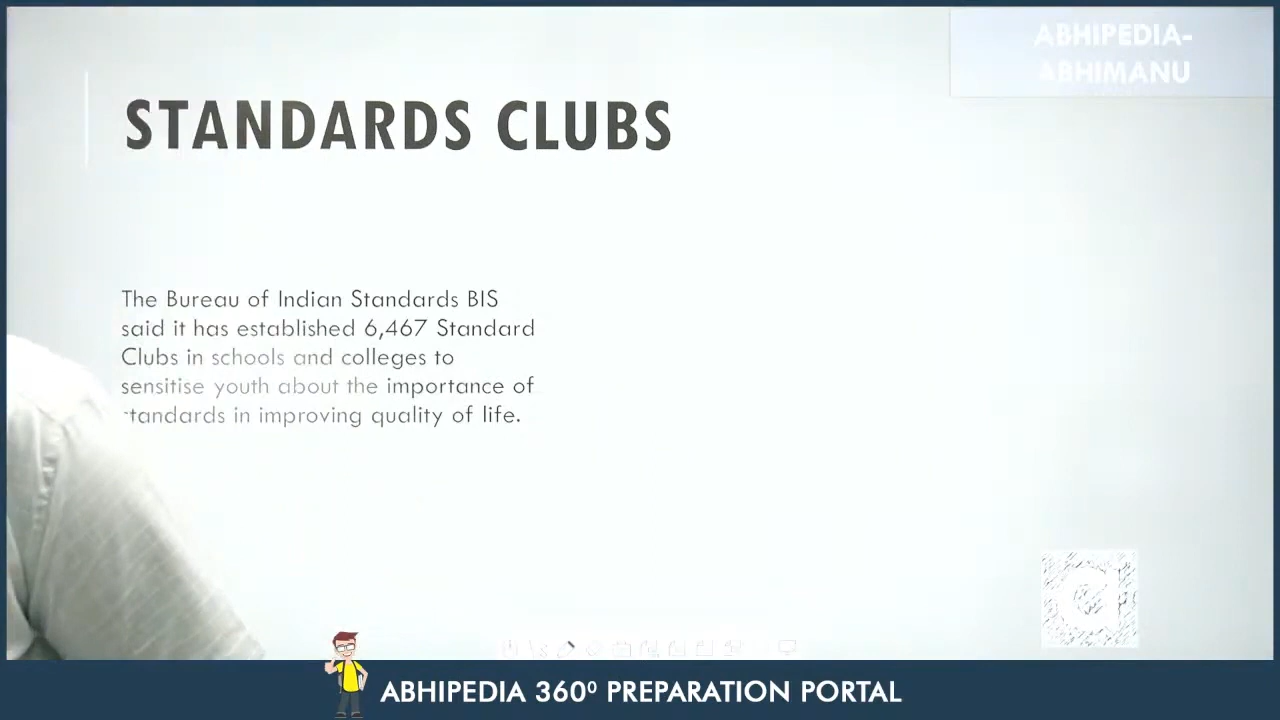 ABHIPEDIA-
ABHIMANU
STANDARDS CLUBS
The Bureau of Indian Standards BIS
said it has established 6,467 Standard
Clubs in schools and colleges to
sensitise youth about the importance of
standards in improving quality of life.
ABHIPEDIA 360⁰ PREPARATION PORTAL